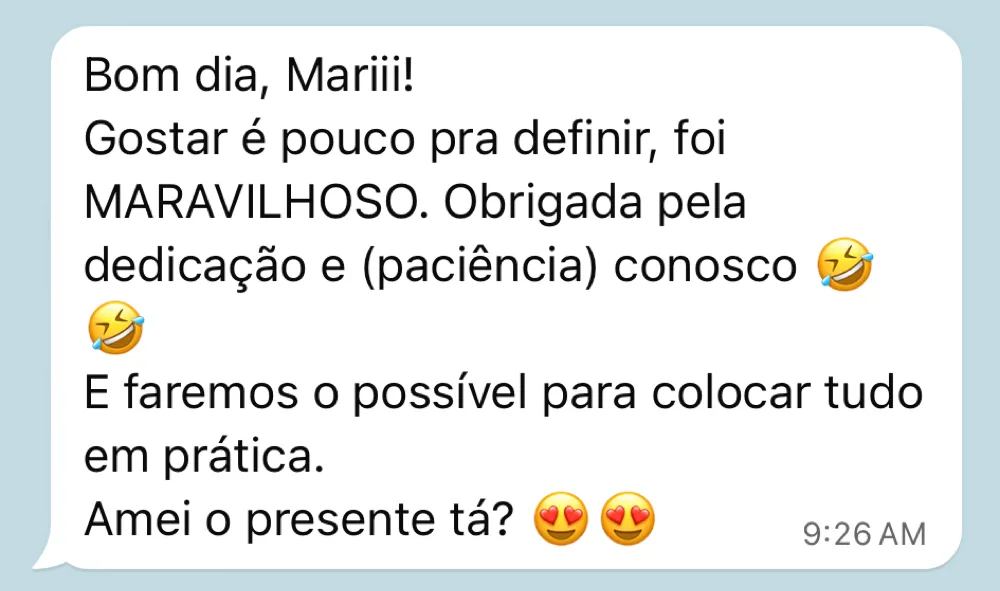 Bom dia, Mariii!
Gostar é pouco pra definir, foi
MARAVILHOSO. Obrigada pela
dedicação e (paciência) conosco 🤣
🤣
E faremos o possível para colocar tudo
em prática.
Amei o presente tá? 😍😍
9:26 AM